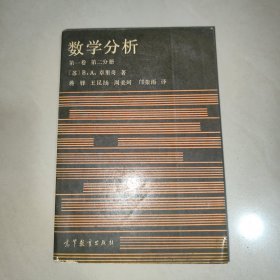 数学分析
第一卷 第二分册
〔苏〕B.A.卓里奇 著
蒋铎 王昆扬 周美珂 邝荣雨 译
高等教育出版社